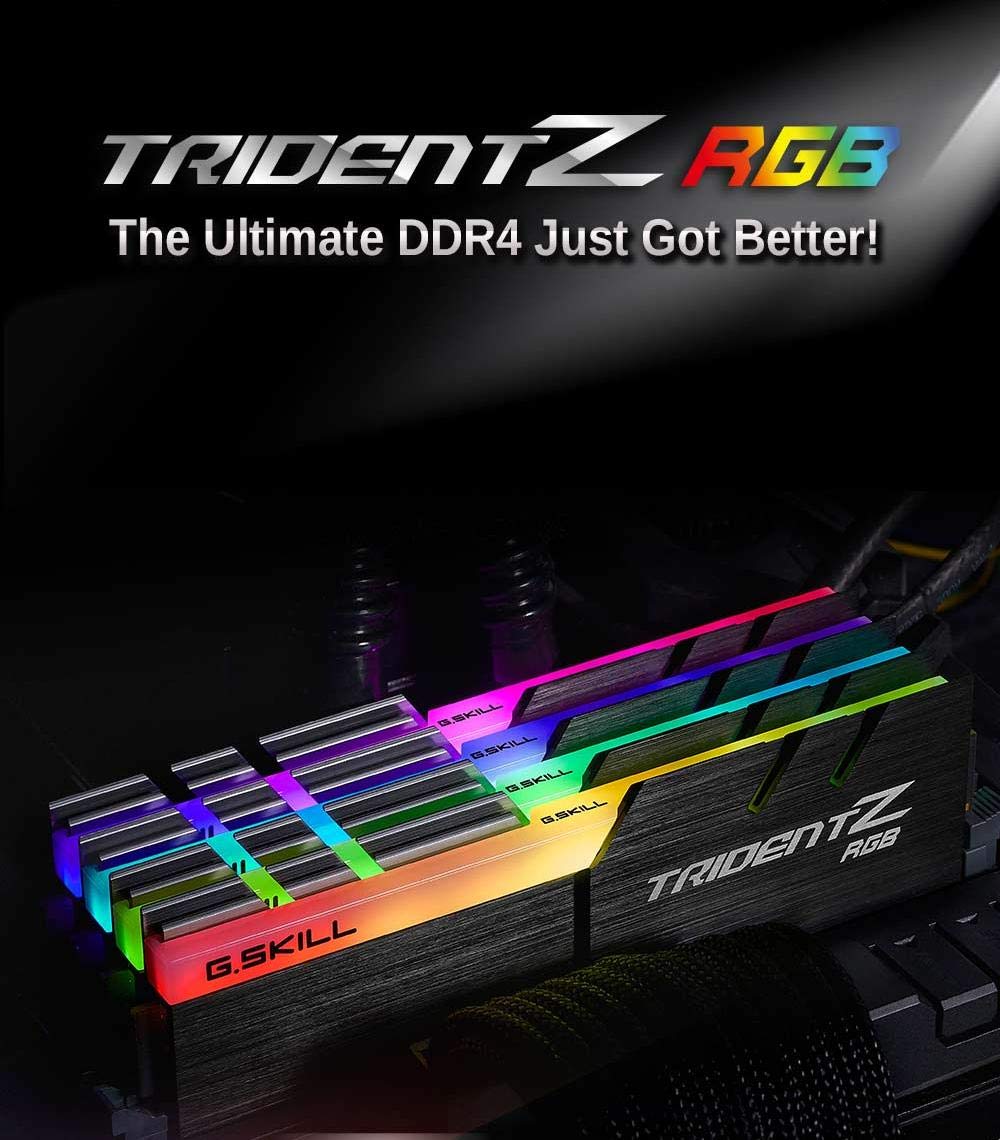 TRIDENTZ RGB
The Ultimate DDR4 Just Got Better!
G.SKILL
G.SKILL
G.SKILL
G.SKILL
TRIDENTZ
RGB
G.SKILL